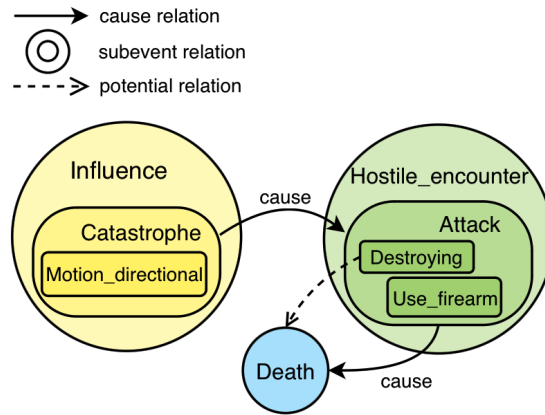 cause relation
subevent relation
potential relation
Influence
Catastrophe
Motion_directional
cause
Hostile_encounter
Attack
Destroying
Use_firearm
Death
cause